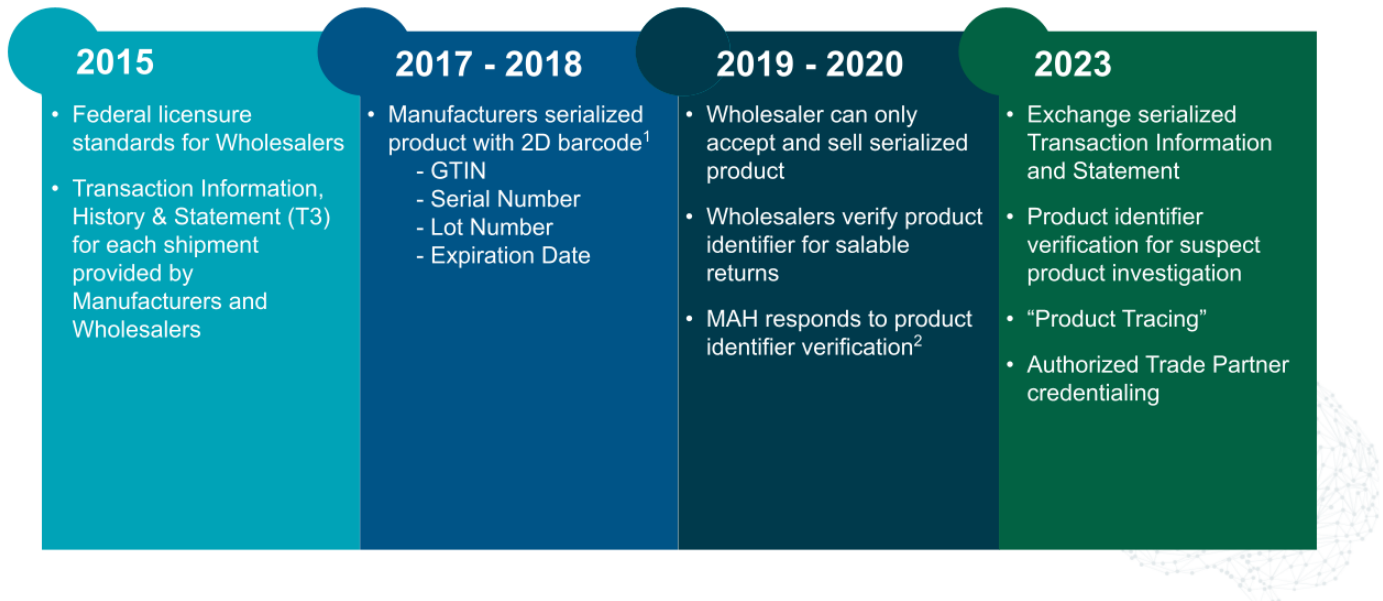 2015
• Federal licensure
standards for Wholesalers
• Transaction Information,
History & Statement (T3)
for each shipment
provided by
Manufacturers and
Wholesalers
2017 - 2018
• Manufacturers serialized
product with 2D barcode¹
- GTIN
- Serial Number
- Lot Number
- Expiration Date
2019 - 2020
• Wholesaler can only
accept and sell serialized
product
• Wholesalers verify product
identifier for salable
returns
• MAH responds to product
identifier verification²
2023
• Exchange serialized
Transaction Information
and Statement
• Product identifier
verification for suspect
product investigation
• “Product Tracing”
• Authorized Trade Partner
credentialing